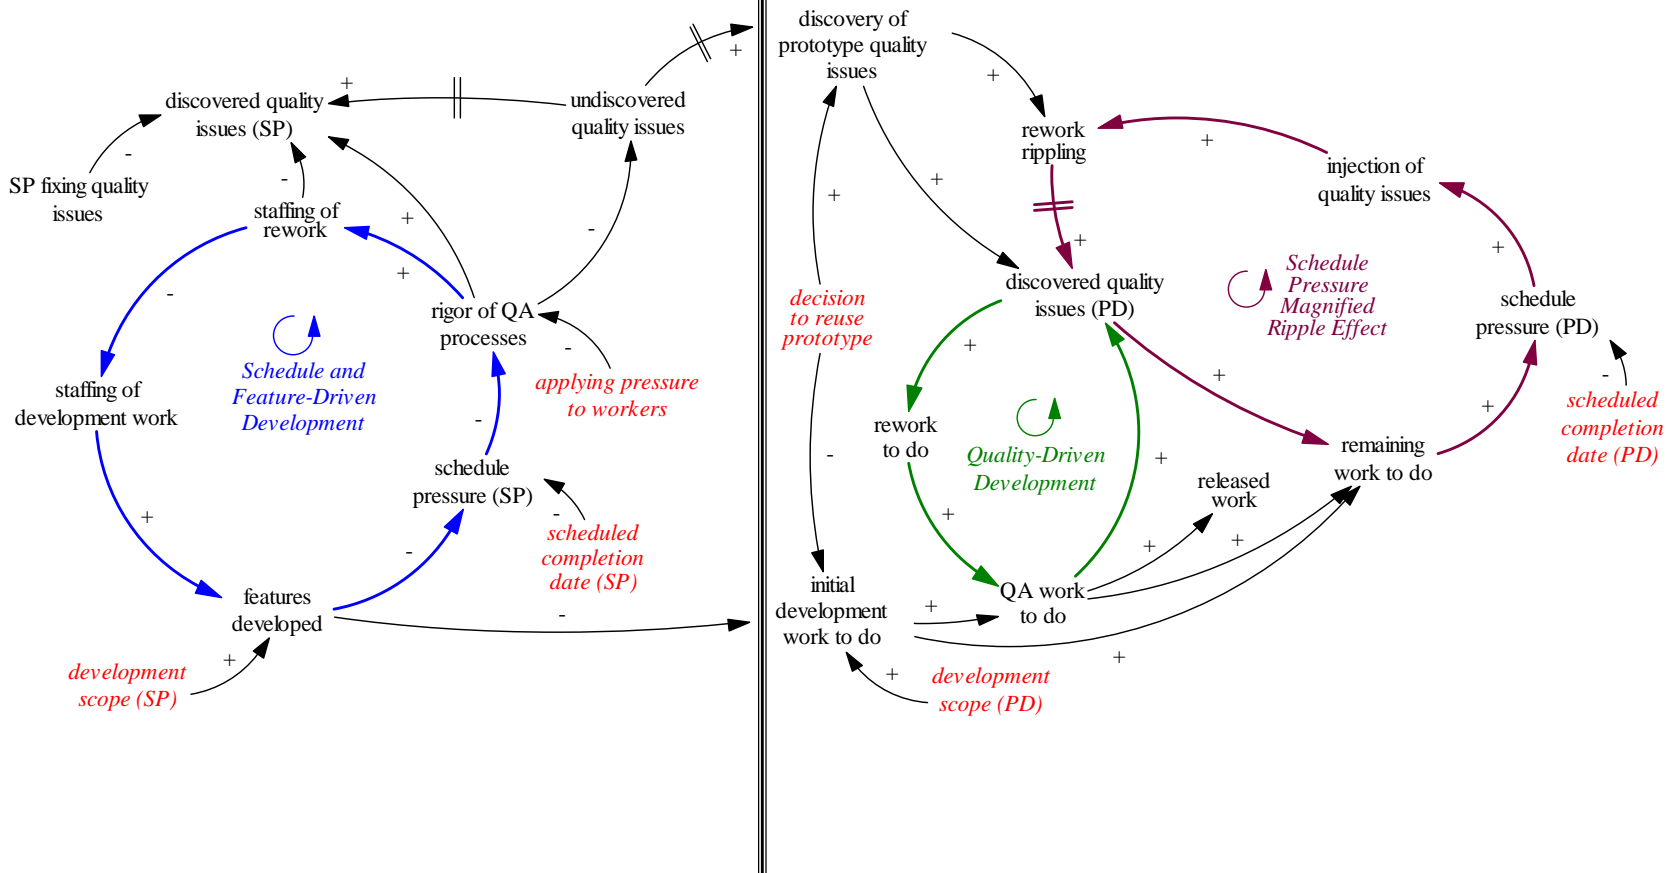 discovered quality
issues (SP)
undiscovered
quality issues
+
+
-
SP fixing quality
issues
-
staffing of
rework
+
-
+
-
rigor of QA
processes
-
applying pressure
to workers
Schedule and
Feature-Driven
Development
staffing of
development work
-
schedule
pressure (SP)
-
scheduled
completion
date (SP)
+
-
features
developed
-
+
development
scope (SP)
discovery of
prototype quality
issues
+
rework
rippling
+
injection of
quality issues
+
+
+
+
Schedule
Pressure
Magnified
Ripple Effect
discovered quality
issues (PD)
decision
to reuse
prototype
schedule
pressure (PD)
+
+
-
scheduled
completion
date (PD)
+
rework
to do
Quality-Driven
Development
+
-
remaining
work to do
released
work
+
+
+
initial
development
work to do
+
QA work
to do
+
+
development
scope (PD)